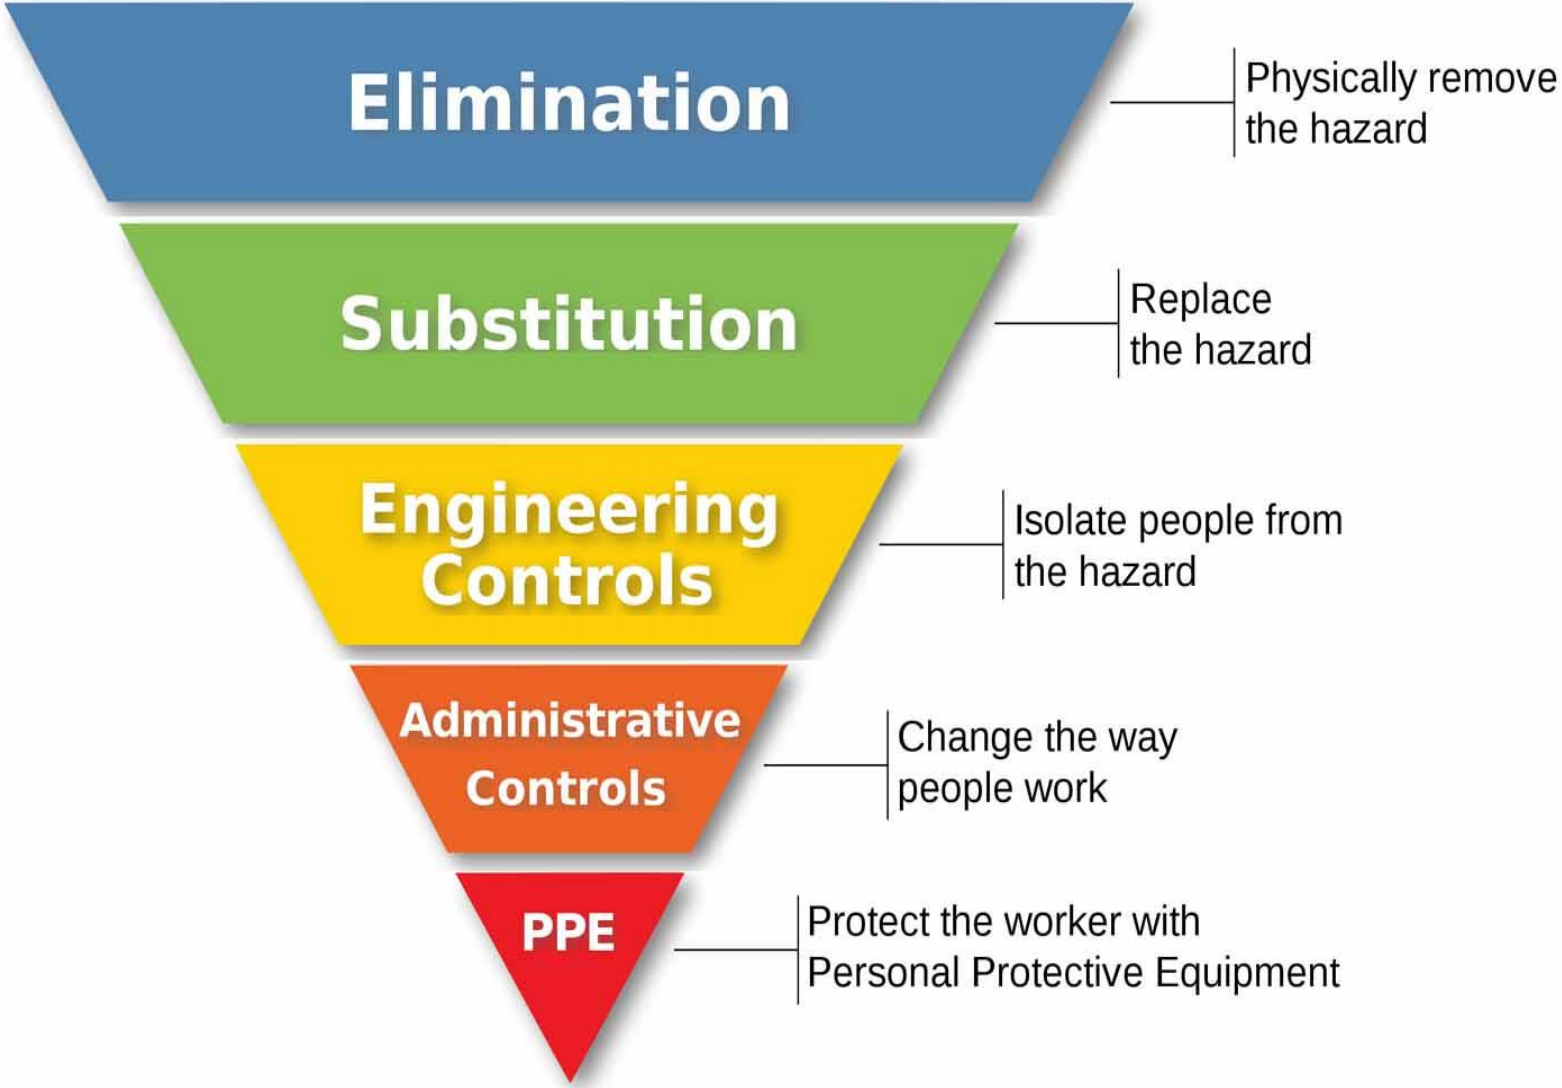 Elimination
Physically remove
the hazard
Substitution
Replace
the hazard
Engineering
Controls
Isolate people from
the hazard
Administrative
Controls
Change the way
people work
PPE
Protect the worker with
Personal Protective Equipment